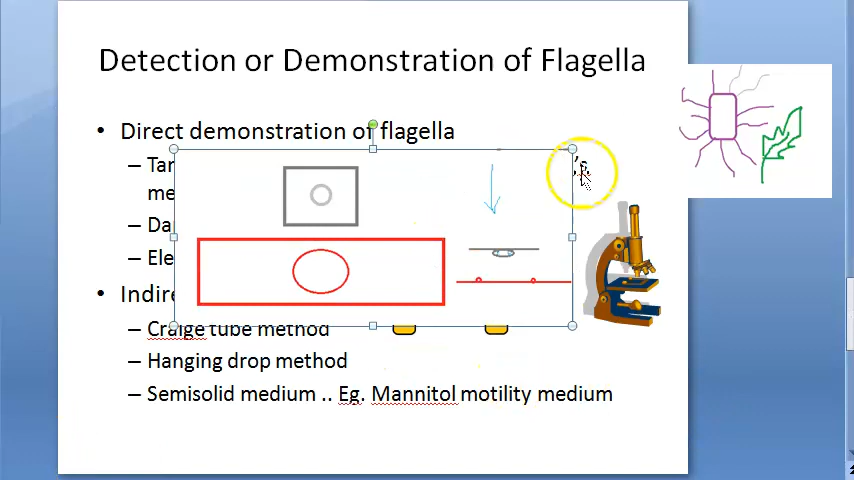 Detection or Demonstration of Flagella
• Direct demonstration of flagella
– Tan
me
– Da
– Ele
• Indire
– Craige tube method
– Hanging drop method
– Semisolid medium .. Eg. Mannitol motility medium